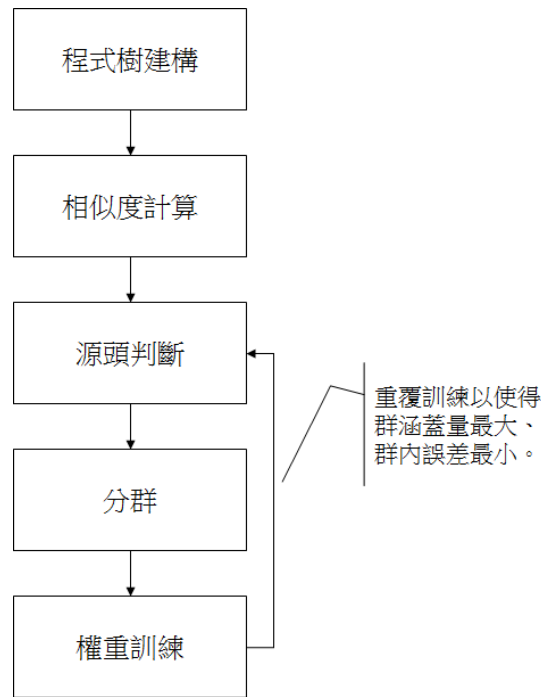 程式樹建構
相似度計算
源頭判斷
重覆訓練以使得
群涵蓋量最大、
群內誤差最小。
分群
權重訓練